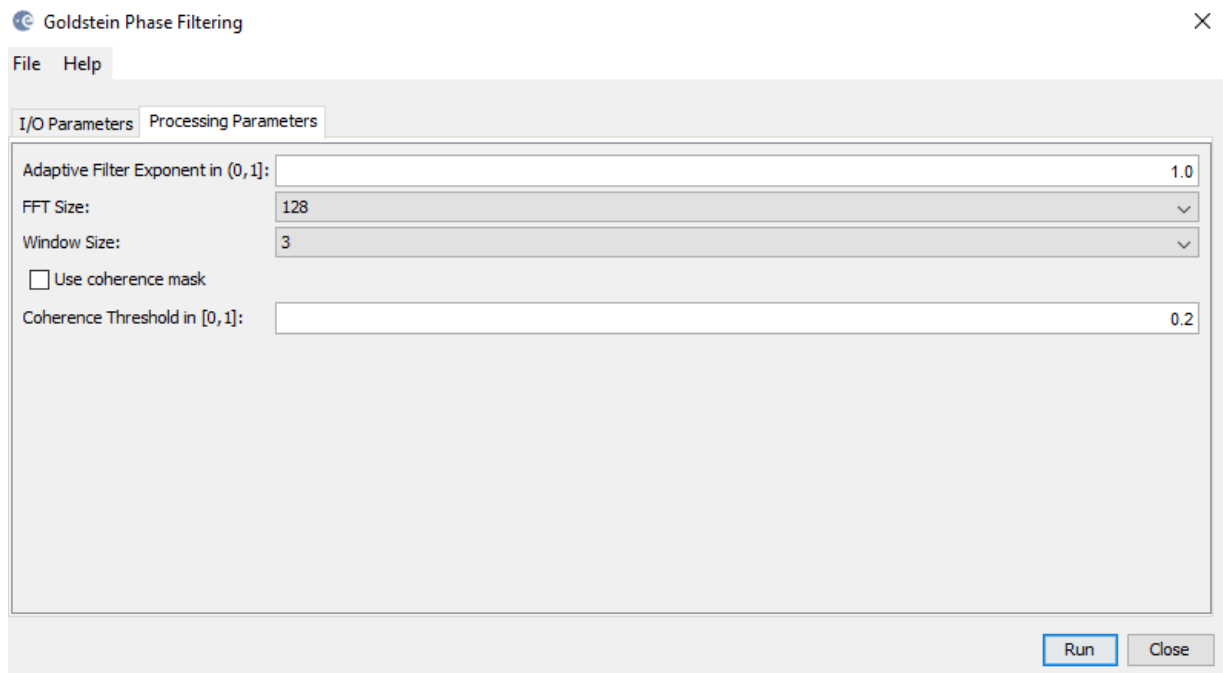 Goldstein Phase Filtering
File Help
I/O Parameters Processing Parameters
Adaptive Filter Exponent in (0,1]: 1.0
FFT Size: 128
Window Size: 3
Use coherence mask
Coherence Threshold in [0,1]: 0.2
Run Close